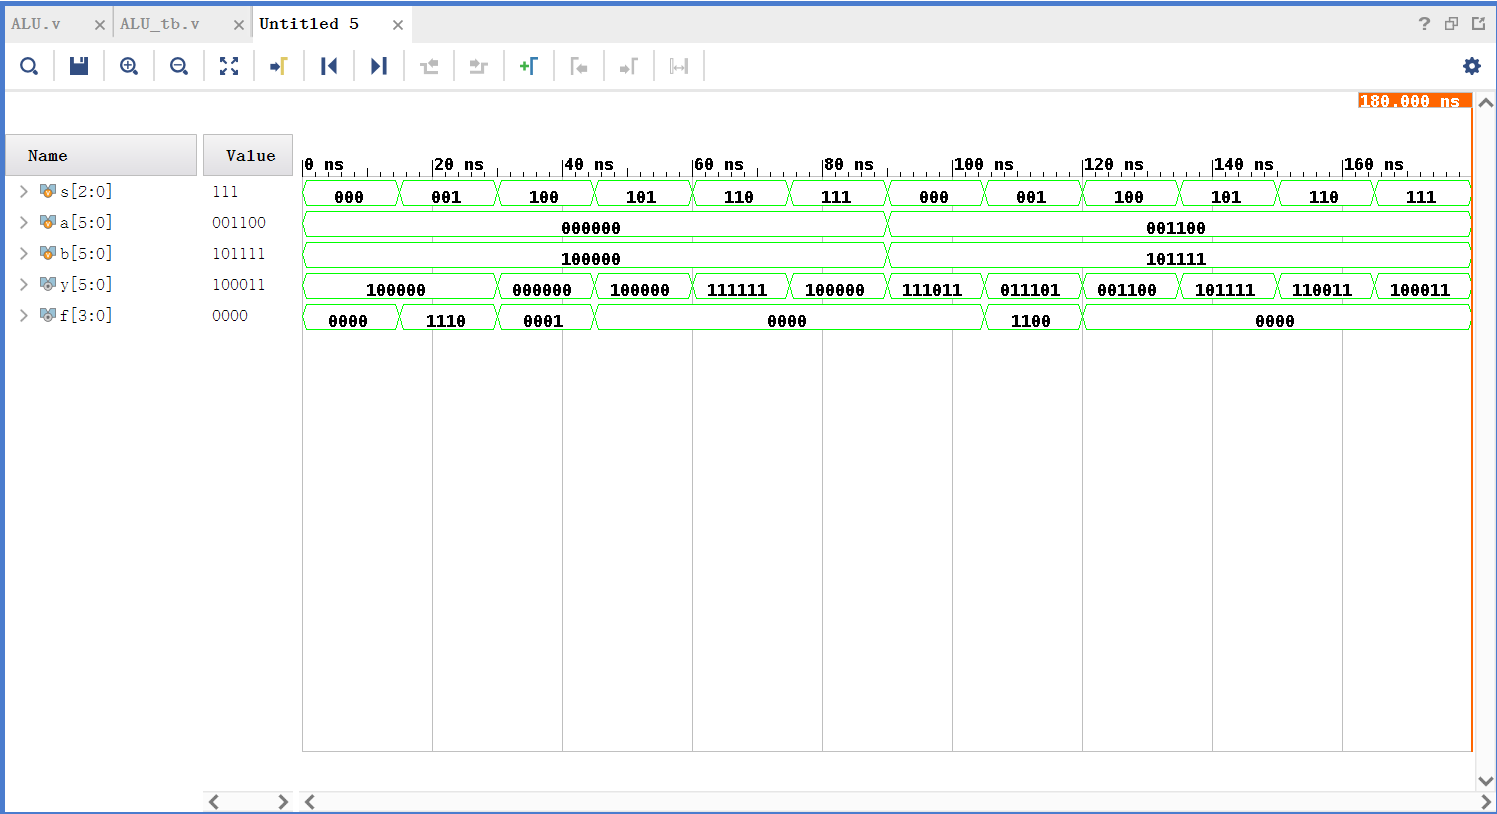 ALU.v ALU_tb.v Untitled 5
180.000 ns
Name Value 0 ns 20 ns 40 ns 60 ns 80 ns 100 ns 120 ns 140 ns 160 ns
s[2:0] 111 000 001 100 101 110 111 000 001 100 101 110 111
a[5:0] 001100 000000 001100
b[5:0] 101111 100000 101111
y[5:0] 100011 100000 000000 100000 111111 100000 111011 011101 001100 101111 110011 100011
f[3:0] 0000 0000 1110 0001 0000 1100 0000